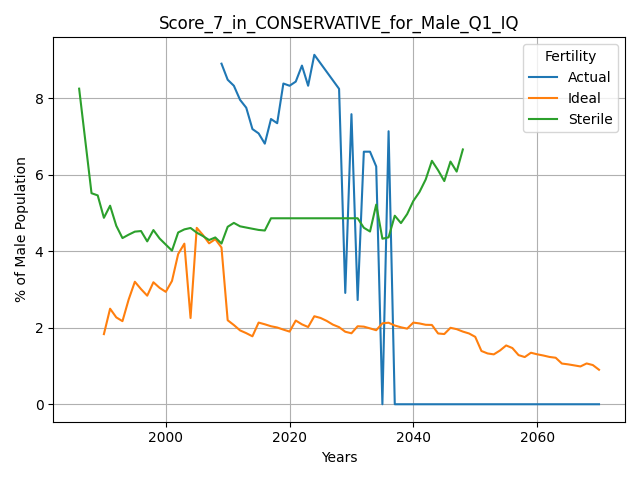 Score_7_in_CONSERVATIVE_for_Male_Q1_IQ
Fertility
Actual
Ideal
Sterile
% of Male Population
8
6
4
2
0
2000 2020 2040 2060
Years